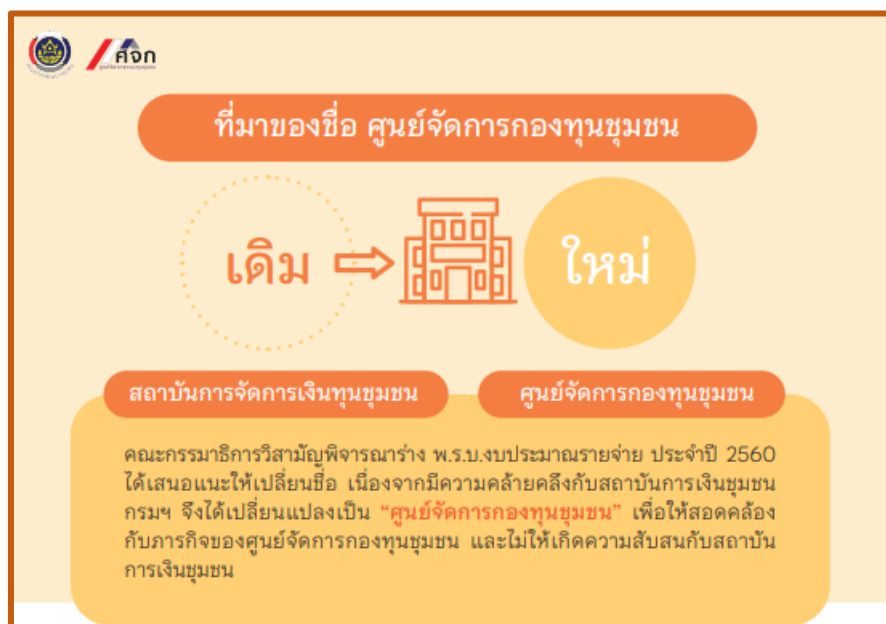 ศจก
ที่มาของชื่อ ศูนย์จัดการกองทุนชุมชน
เดิม
ใหม่
สถาบันการจัดการเงินทุนชุมชน
ศูนย์จัดการกองทุนชุมชน
คณะกรรมาธิการวิสามัญพิจารณาร่าง พ.ร.บ.งบประมาณรายจ่าย ประจำปี 2560
ได้เสนอแนะให้เปลี่ยนชื่อ เนื่องจากมีความคล้ายคลึงกับสถาบันการเงินชุมชน
กรมฯ จึงได้เปลี่ยนแปลงเป็น “ศูนย์จัดการกองทุนชุมชน” เพื่อให้สอดคล้อง
กับภารกิจของศูนย์จัดการกองทุนชุมชน และไม่ให้เกิดความสับสนกับสถาบัน
การเงินชุมชน